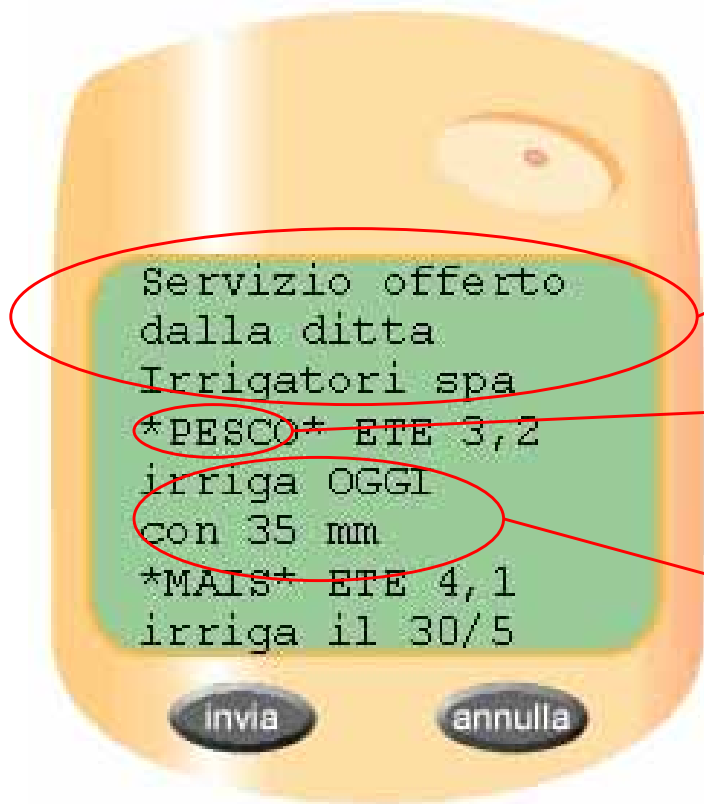 Servizio offerto
dalla ditta
Irrigatori spa
*PESCO* ETE 3,2
irriga OGGI
con 35 mm
*MAIS* ETE 4,1
irriga il 30/5
invia annulla